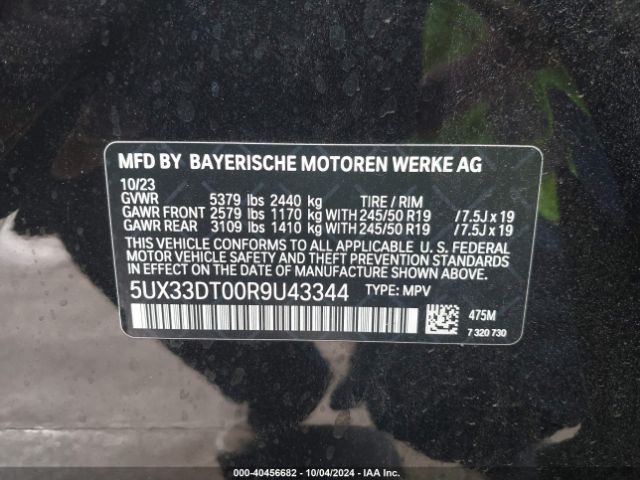 MFD BY BAYERISCHE MOTOREN WERKE AG
10/23
GVWR 5379 lbs 2440 kg TIRE / RIM
GAWR FRONT 2579 lbs 1170 kg WITH 245/50 R19 / 7.5J x 19
GAWR REAR 3109 lbs 1410 kg WITH 245/50 R19 / 7.5J x 19
THIS VEHICLE CONFORMS TO ALL APPLICABLE U. S. FEDERAL
MOTOR VEHICLE SAFETY AND THEFT PREVENTION STANDARDS
IN EFFECT ON THE DATE OF MANUFACTURE SHOWN ABOVE.
5UX33DT00R9U43344 TYPE: MPV
475M
7 320 730
000-40456682 - 10/04/2024 - IAA Inc.